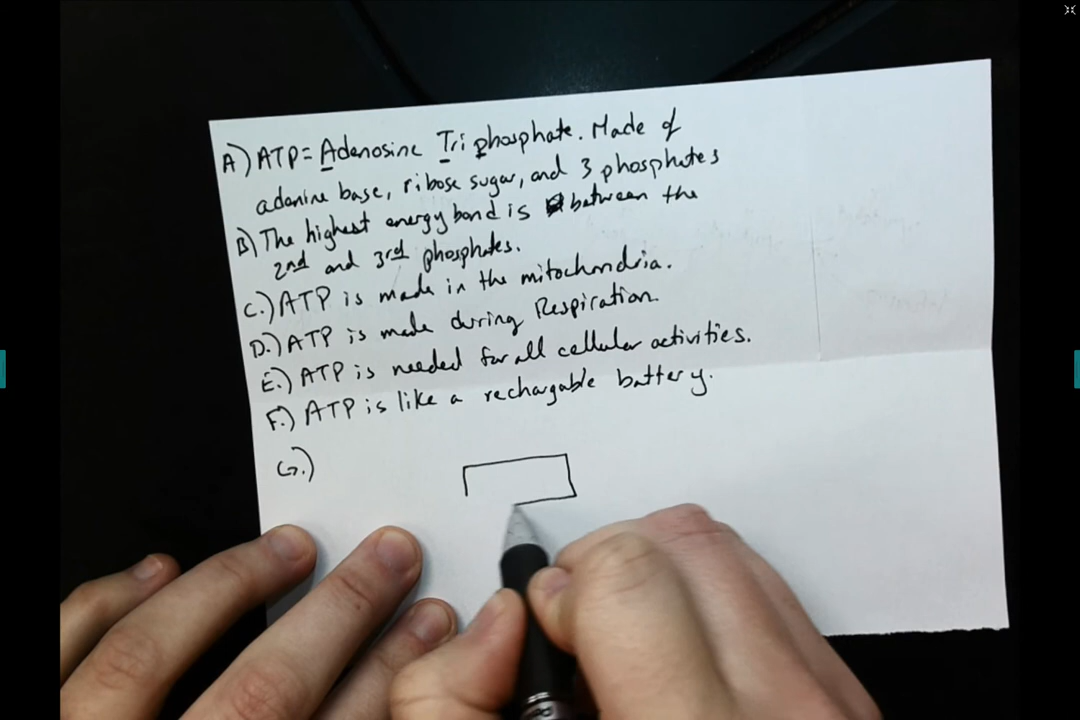 A) ATP = Adenosine Triphosphate. Made of
adenine base, ribose sugar, and 3 phosphates
B) The highest energy bond is between the
2nd and 3rd phosphates.
C.) ATP is made in the mitochondria.
D.) ATP is made during Respiration.
E.) ATP is needed for all cellular activities.
F.) ATP is like a rechargable battery.
G.)